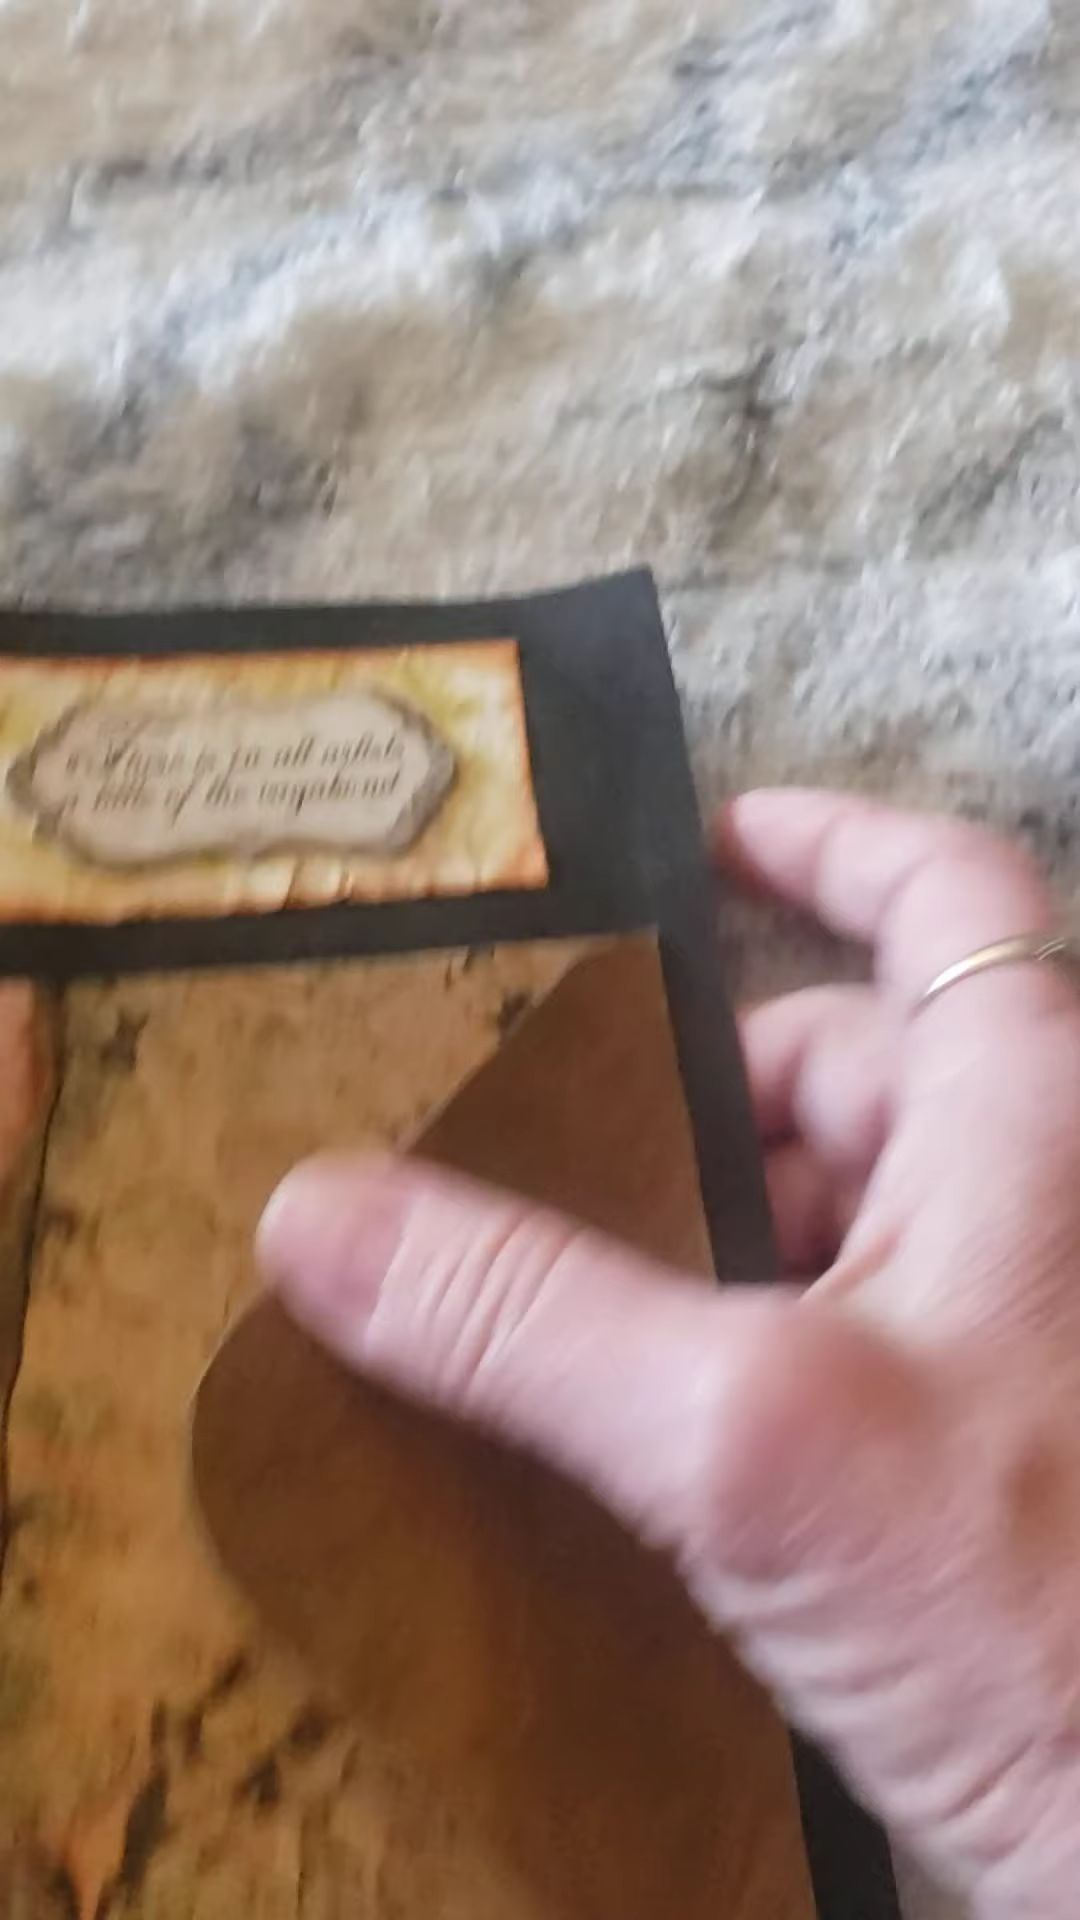 There is in all artists
a little of the vagabond